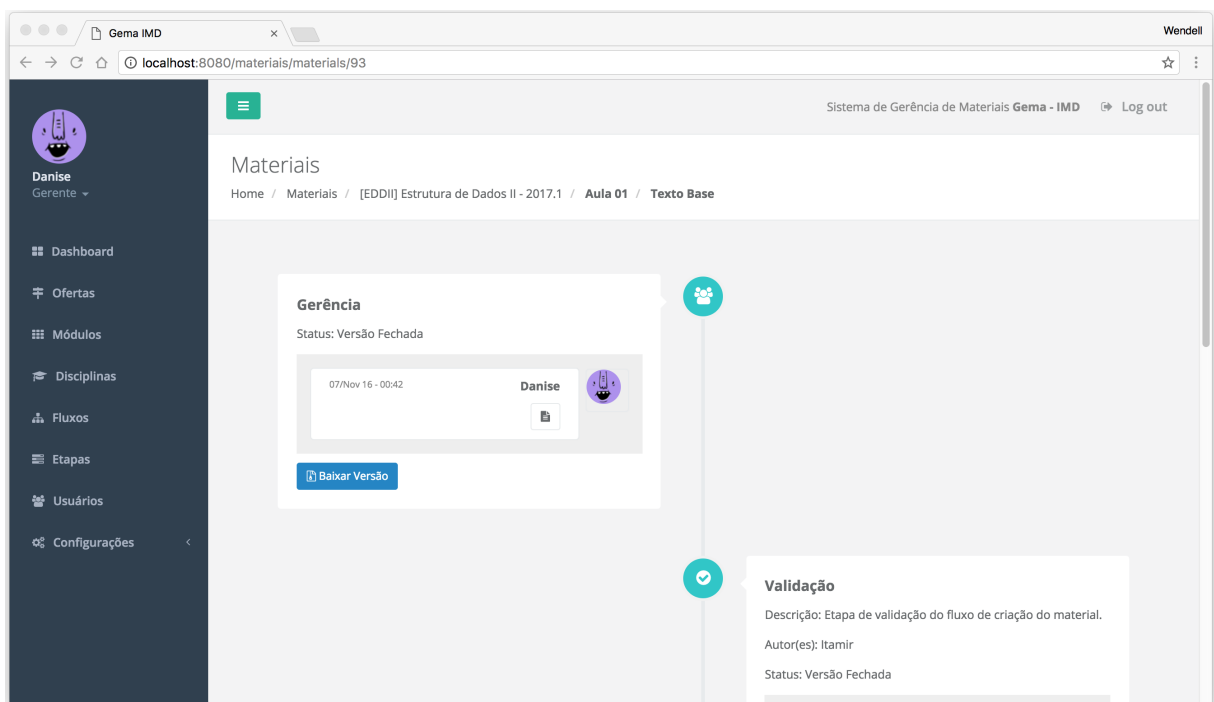 Gema IMD
Wendell
localhost:8080/materiais/materials/93
Sistema de Gerência de Materiais Gema - IMD
Log out
Danise
Gerente
Dashboard
Ofertas
Módulos
Disciplinas
Fluxos
Etapas
Usuários
Configurações
Materiais
Home / Materiais / [EDDII] Estrutura de Dados II - 2017.1 / Aula 01 / Texto Base
Gerência
Status: Versão Fechada
07/Nov 16 - 00:42
Danise
Baixar Versão
Validação
Descrição: Etapa de validação do fluxo de criação do material.
Autor(es): Itamir
Status: Versão Fechada